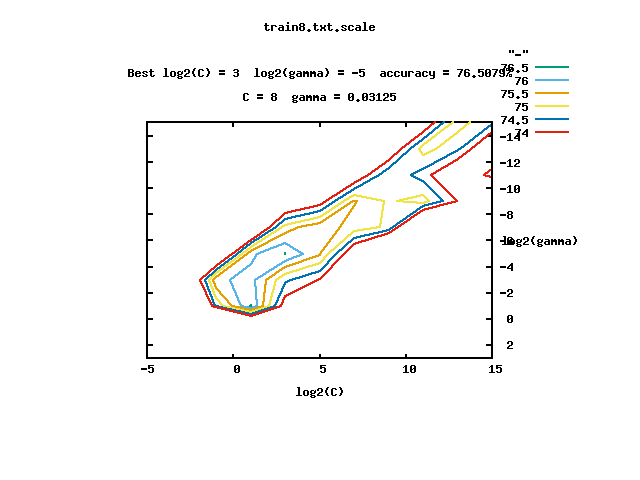 train8.txt.scale
"-"
Best log2(C) = 3  log2(gamma) = -5  accuracy = 76.5079%
76.5
76
C = 8  gamma = 0.03125
75.5
75
74.5
74
-14
-12
-10
-8
-6
log2(gamma)
-4
-2
0
2
-5 0 5 10 15
log2(C)